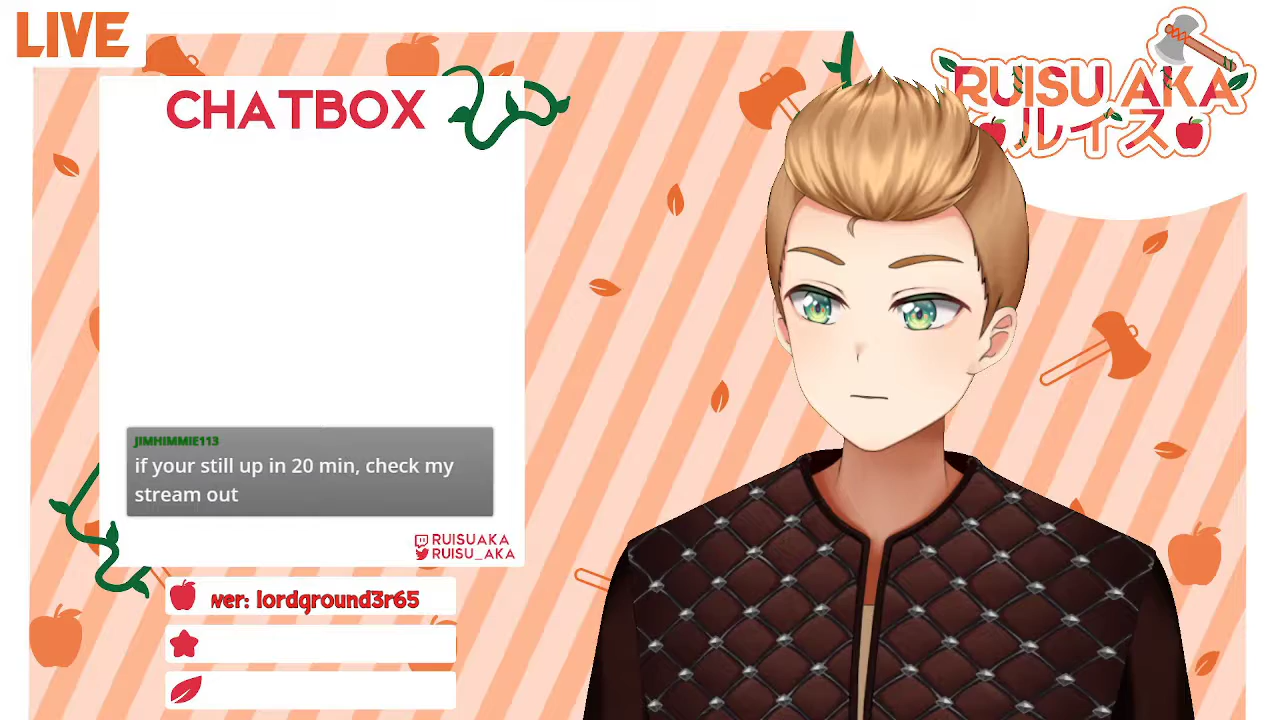 LIVE
RUISU AKA
ルイス
CHATBOX
JIMHIMMIE113
if your still up in 20 min, check my
stream out
RUISUAKA
RUISU_AKA
wer: lordground3r65